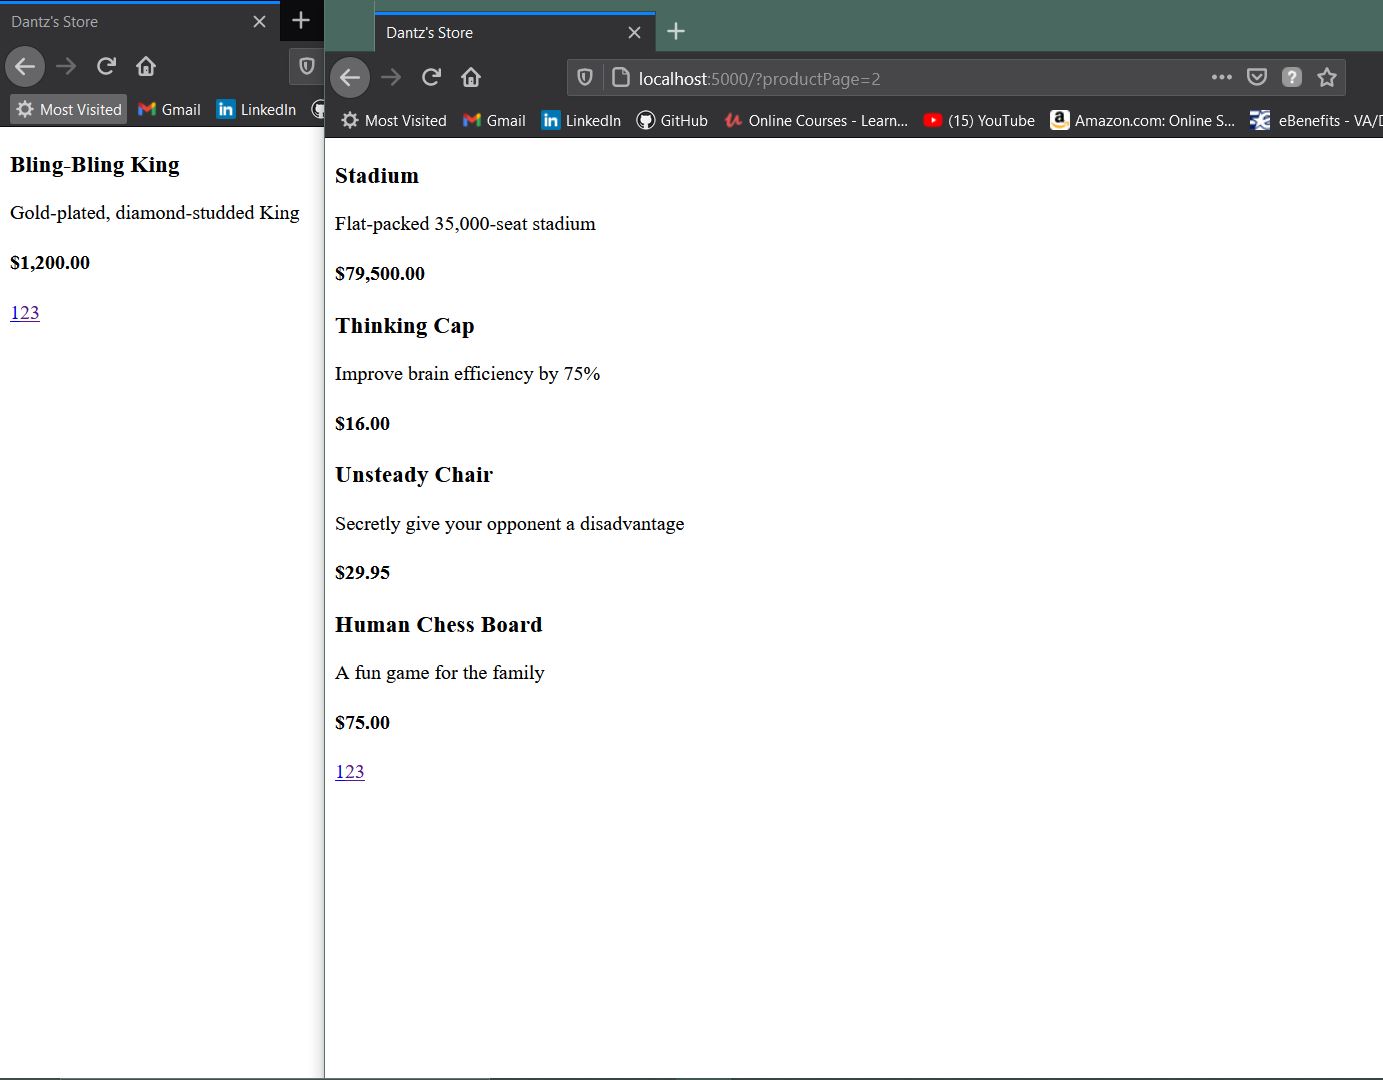 Dantz's Store
Most Visited Gmail LinkedIn
Bling-Bling King
Gold-plated, diamond-studded King
$1,200.00
123
Dantz's Store
localhost:5000/?productPage=2
Most Visited Gmail LinkedIn GitHub Online Courses - Learn... (15) YouTube Amazon.com: Online S... eBenefits - VA/D
Stadium
Flat-packed 35,000-seat stadium
$79,500.00
Thinking Cap
Improve brain efficiency by 75%
$16.00
Unsteady Chair
Secretly give your opponent a disadvantage
$29.95
Human Chess Board
A fun game for the family
$75.00
123